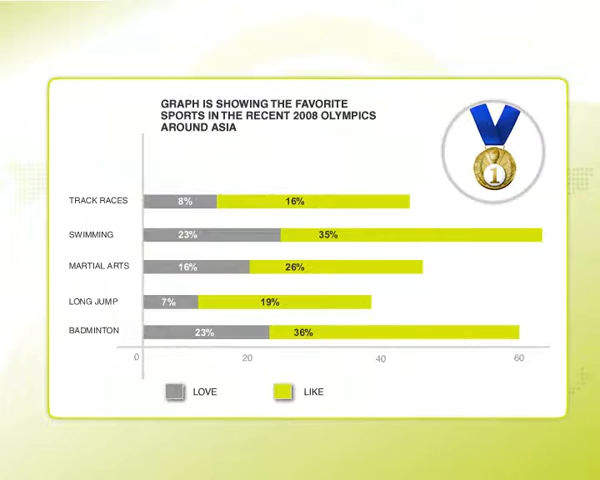 GRAPH IS SHOWING THE FAVORITE
SPORTS IN THE RECENT 2008 OLYMPICS
AROUND ASIA
1
TRACK RACES 8% 16%
SWIMMING 23% 35%
MARTIAL ARTS 16% 26%
LONG JUMP 7% 19%
BADMINTON 23% 36%
0 20 40 60
LOVE LIKE